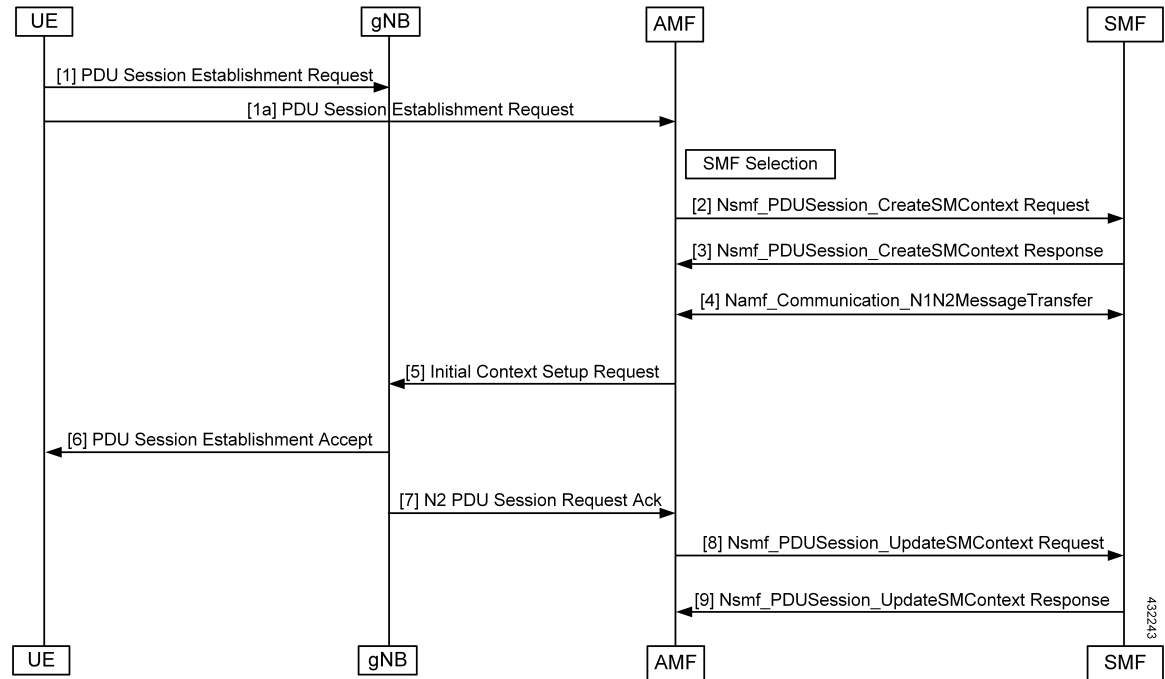 UE
gNB
AMF
SMF
[1] PDU Session Establishment Request
[1a] PDU Session Establishment Request
SMF Selection
[2] Nsmf_PDUSession_CreateSMContext Request
[3] Nsmf_PDUSession_CreateSMContext Response
[4] Namf_Communication_N1N2MessageTransfer
[5] Initial Context Setup Request
[6] PDU Session Establishment Accept
[7] N2 PDU Session Request Ack
[8] Nsmf_PDUSession_UpdateSMContext Request
[9] Nsmf_PDUSession_UpdateSMContext Response
432243
UE
gNB
AMF
SMF